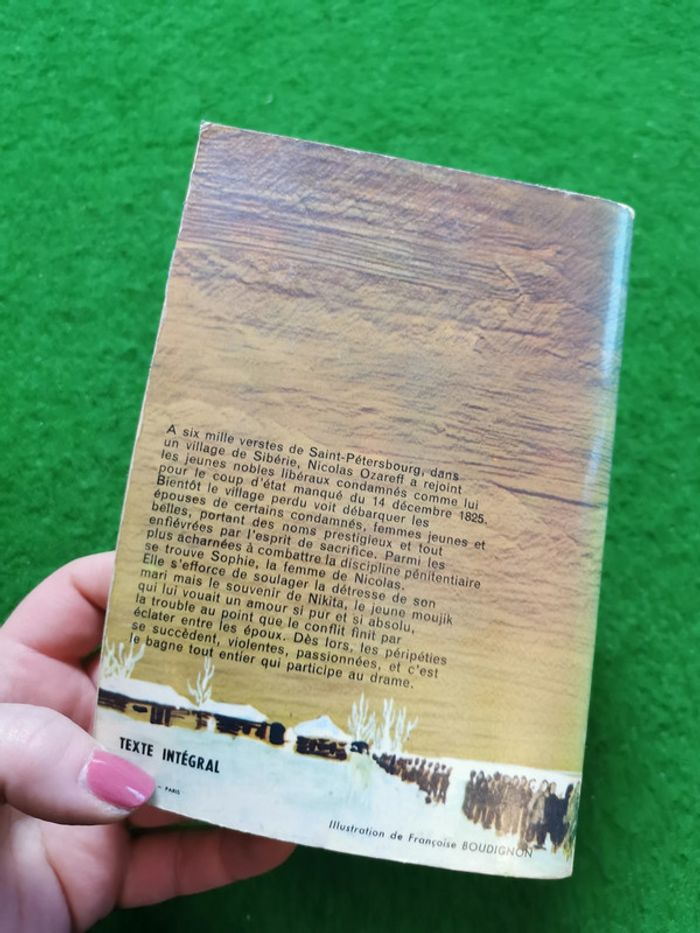 A six mille verstes de Saint-Pétersbourg, dans
un village de Sibérie, Nicolas Ozareff a rejoint
les jeunes nobles libéraux condamnés comme lui
pour le coup d'état manqué du 14 décembre 1825.
Bientôt le village perdu voit débarquer les
épouses de certains condamnés, femmes jeunes et
belles, portant des noms prestigieux et tout
enfiévrées par l'esprit de sacrifice. Parmi les
plus acharnées à combattre la discipline pénitentiaire
se trouve Sophie, la femme de Nicolas.
Elle s'efforce de soulager la détresse de son
mari mais le souvenir de Nikita, le jeune moujik
qui lui vouait un amour si pur et si absolu,
la trouble au point que le conflit finit par
éclater entre les époux. Dès lors, les péripéties
se succèdent, violentes, passionnées, et c'est
le bagne tout entier qui participe au drame.
TEXTE INTÉGRAL
– PARIS
Illustration de Françoise BOUDIGNON